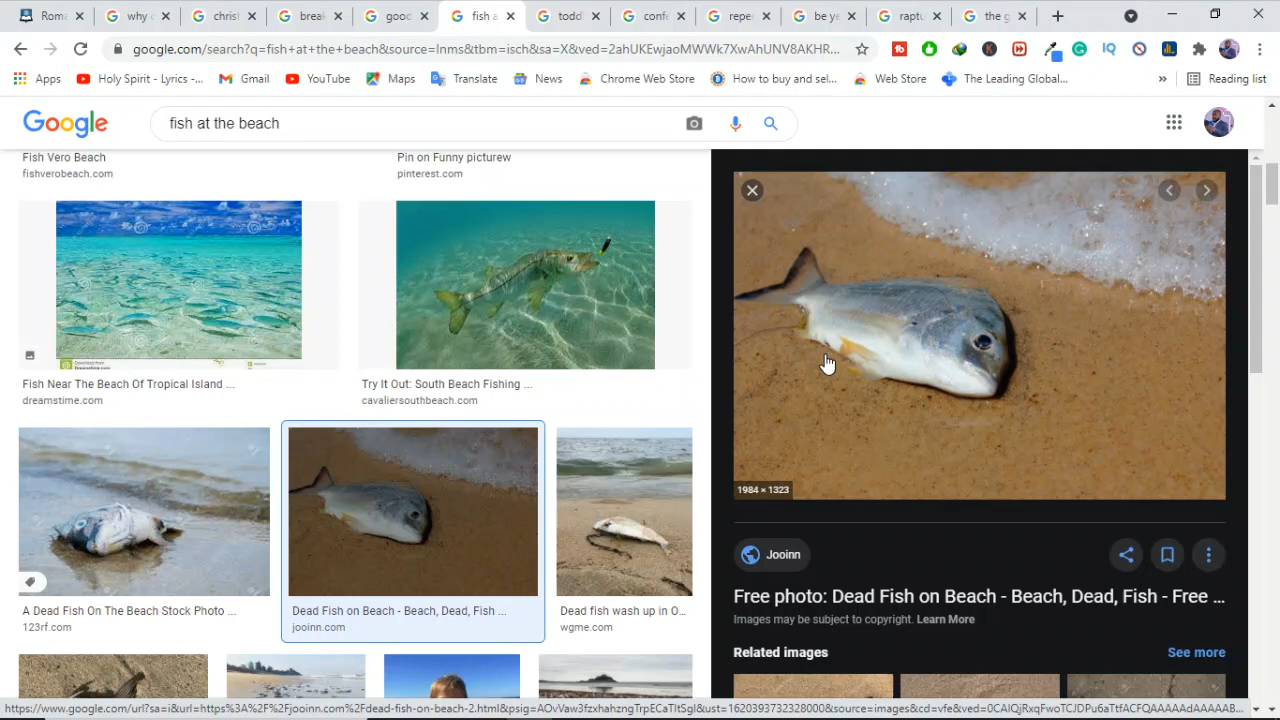 Rom
why c
christ
break
good
fish a
toddl
confe
repe
be ye
raptu
the g
google.com/search?q=fish+at+the+beach&source=lnms&tbm=isch&sa=X&ved=2ahUKEwjaoMWWk7XwAhUNV8AKHR...
Apps
Holy Spirit - Lyrics -...
Gmail
YouTube
Maps
Translate
News
Chrome Web Store
How to buy and sel...
Web Store
The Leading Global...
»
Reading list
Google
fish at the beach
Fish Vero Beach
fishverobeach.com
Pin on Funny picturew
pinterest.com
Fish Near The Beach Of Tropical Island ...
dreamstime.com
Try It Out: South Beach Fishing ...
cavaliersouthbeach.com
A Dead Fish On The Beach Stock Photo ...
123rf.com
Dead Fish on Beach - Beach, Dead, Fish ...
jooinn.com
Dead fish wash up in O...
wgme.com
1984 × 1323
Jooinn
Free photo: Dead Fish on Beach - Beach, Dead, Fish - Free ...
Images may be subject to copyright. Learn More
Related images
See more